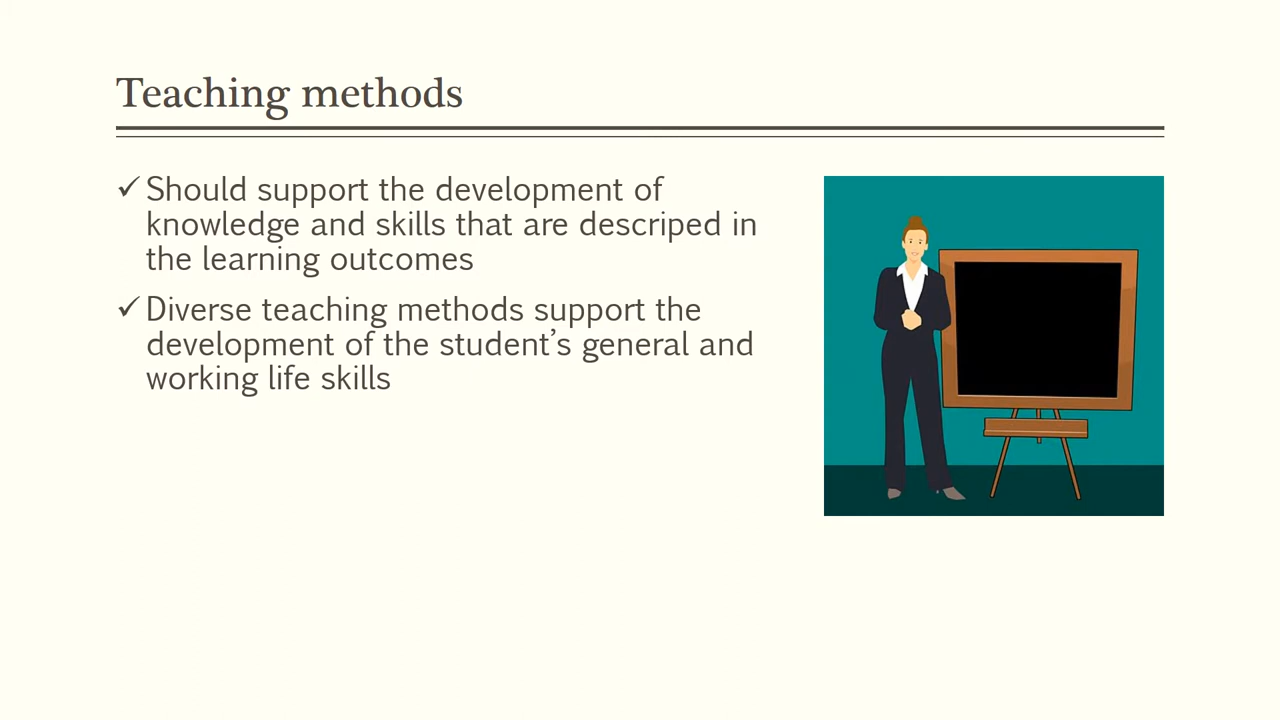 Teaching methods
✓Should support the development of
knowledge and skills that are descriped in
the learning outcomes
✓Diverse teaching methods support the
development of the student’s general and
working life skills